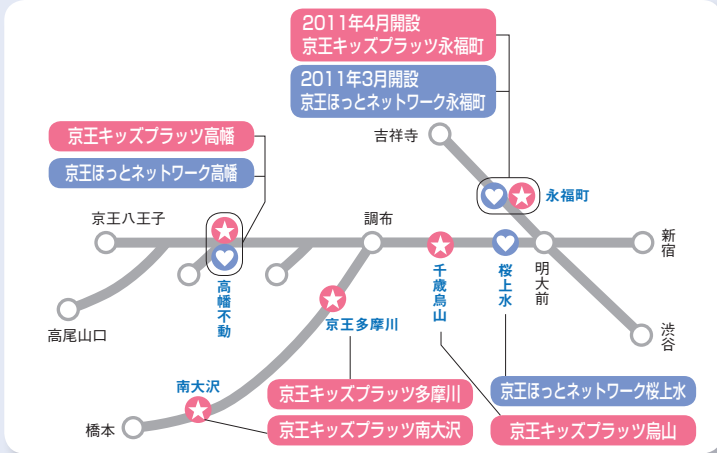 2011年4月開設
京王キッズプラッツ永福町
2011年3月開設
京王ほっとネットワーク永福町
吉祥寺
京王キッズプラッツ高幡
京王ほっとネットワーク高幡
永福町
京王八王子
調布
新宿
千歳烏山
桜上水
明大前
高幡不動
京王多摩川
高尾山口
渋谷
南大沢
京王キッズプラッツ多摩川
京王ほっとネットワーク桜上水
橋本
京王キッズプラッツ南大沢
京王キッズプラッツ烏山